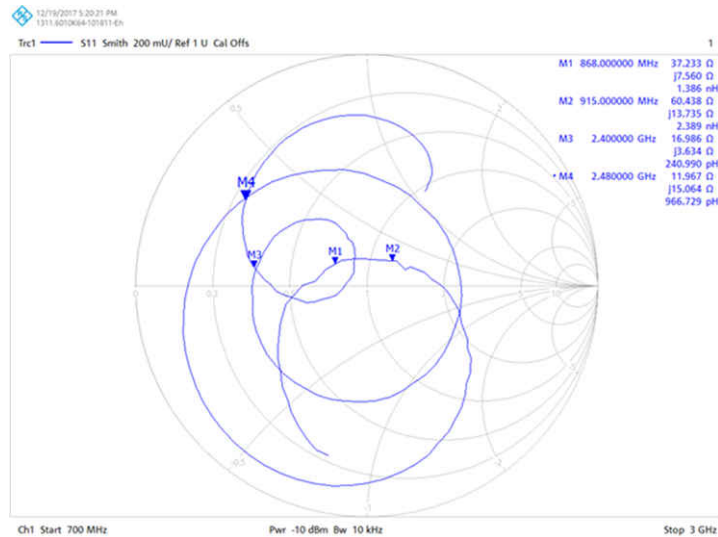 12/19/2017 5:20:21 PM
1311.6010K64-101811-Eh
Trc1 S11 Smith 200 mU/ Ref 1 U Cal Offs 1
M1 868.000000 MHz 37.233 Ω
j7.560 Ω
1.386 nH
M2 915.000000 MHz 60.438 Ω
j13.735 Ω
2.389 nH
M3 2.400000 GHz 16.986 Ω
j3.634 Ω
240.990 pH
M4 2.480000 GHz 11.967 Ω
j15.064 Ω
966.729 pH
0.5
2
M4
M3
M1
M2
0
0.2
1
5
10
-5
-0.5
-2
-1
Ch1 Start 700 MHz Pwr -10 dBm Bw 10 kHz Stop 3 GHz